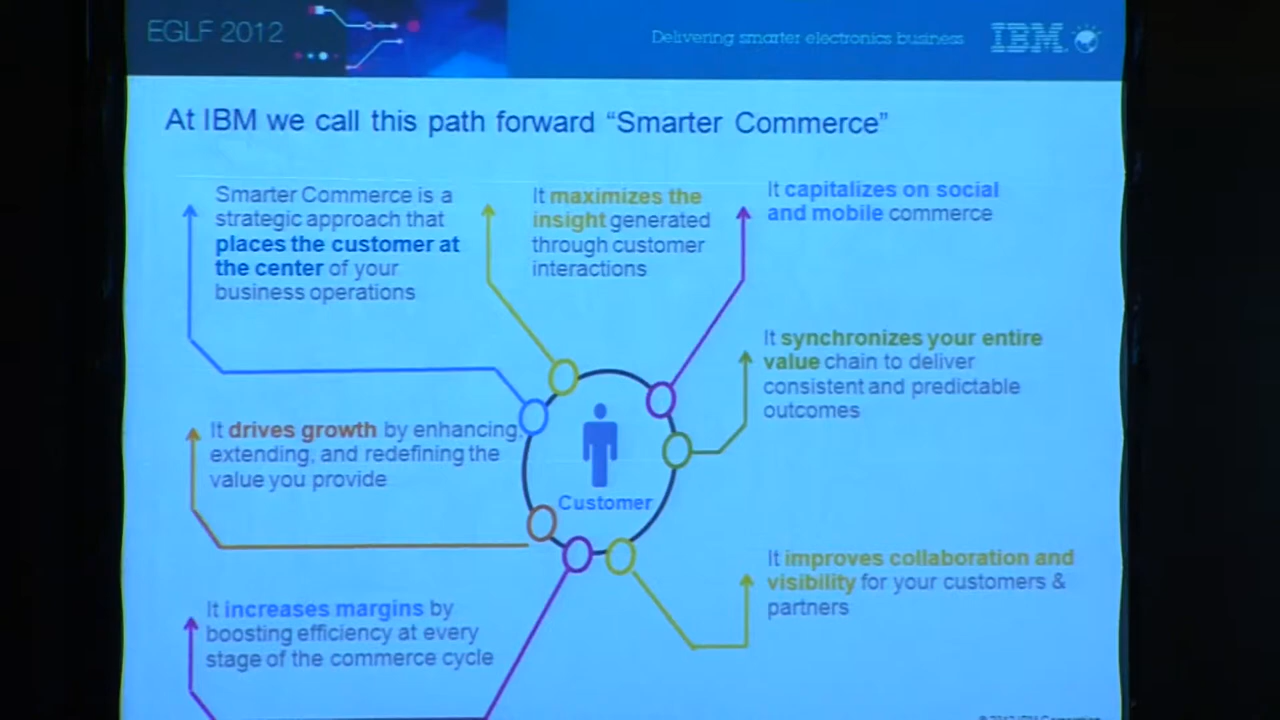 EGLF 2012
Delivering smarter electronics business
IBM
At IBM we call this path forward “Smarter Commerce”
Smarter Commerce is a
strategic approach that
places the customer at
the center of your
business operations
It maximizes the
insight generated
through customer
interactions
It capitalizes on social
and mobile commerce
It synchronizes your entire
value chain to deliver
consistent and predictable
outcomes
It drives growth by enhancing,
extending, and redefining the
value you provide
Customer
It improves collaboration and
visibility for your customers &
partners
It increases margins by
boosting efficiency at every
stage of the commerce cycle